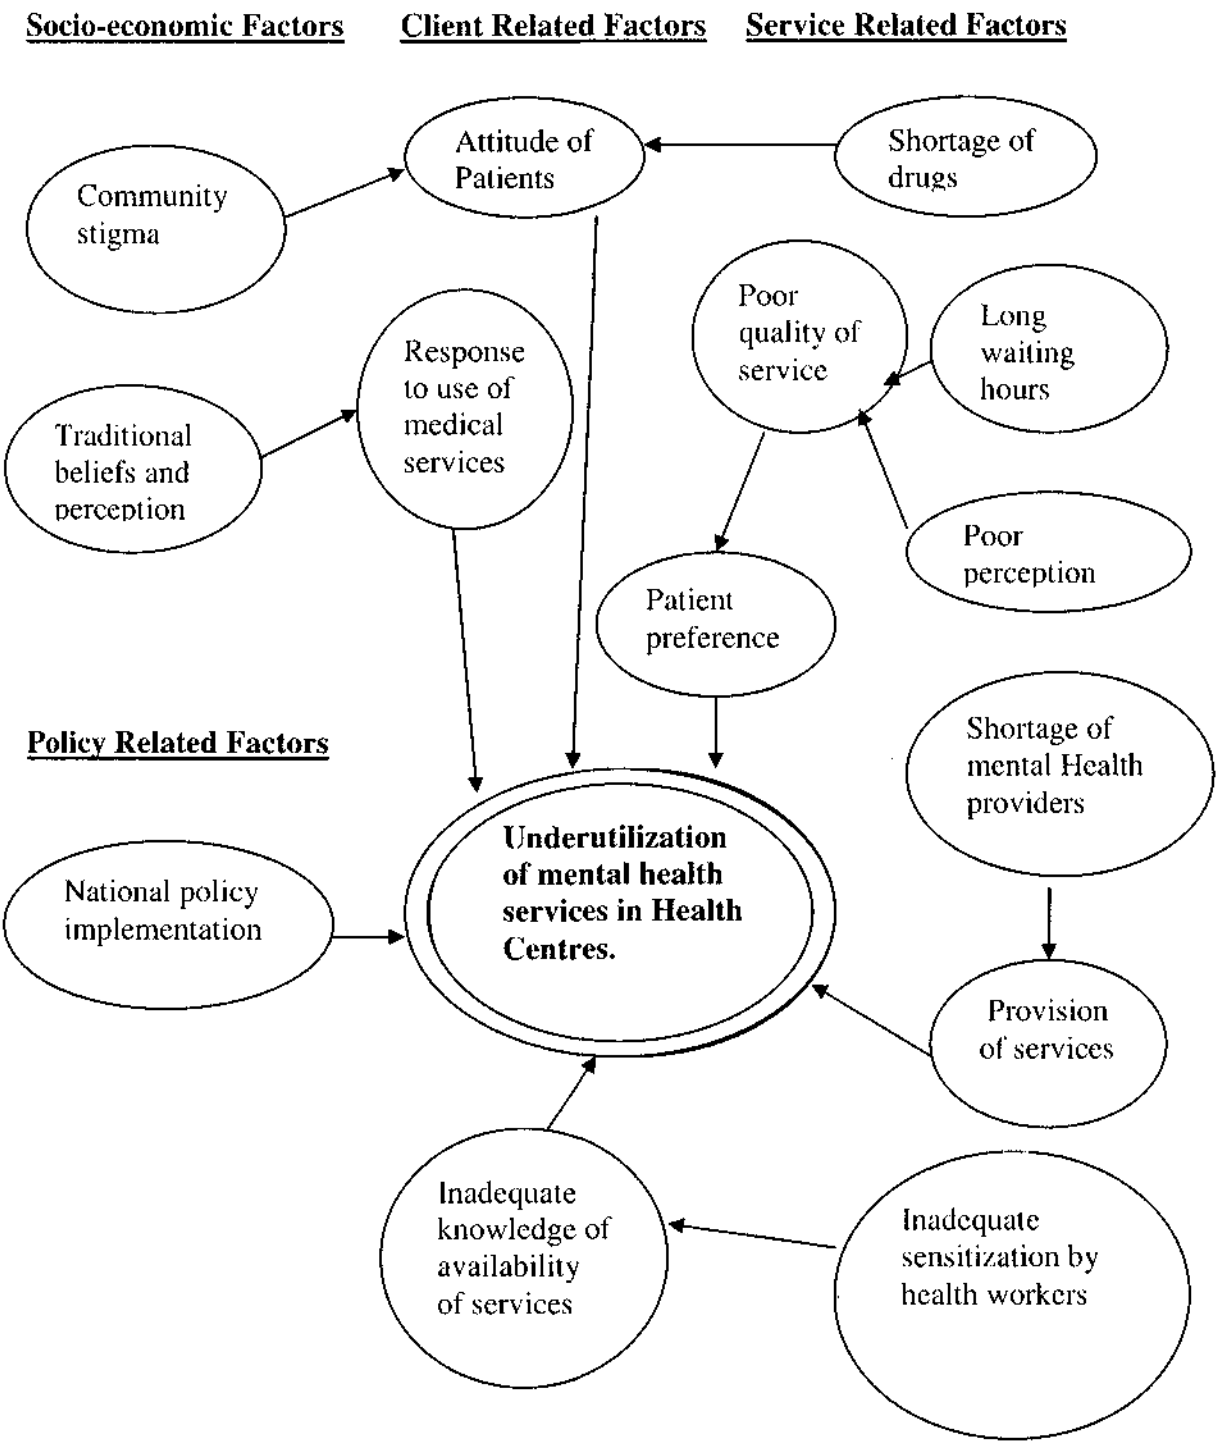 Socio-economic Factors
Client Related Factors
Service Related Factors
Attitude of
Patients
Shortage of
drugs
Community
stigma
Poor
quality of
service
Long
waiting
hours
Response
to use of
medical
services
Traditional
beliefs and
perception
Poor
perception
Patient
preference
Policy Related Factors
Shortage of
mental Health
providers
Underutilization
of mental health
services in Health
Centres.
National policy
implementation
Provision
of services
Inadequate
knowledge of
availability
of services
Inadequate
sensitization by
health workers